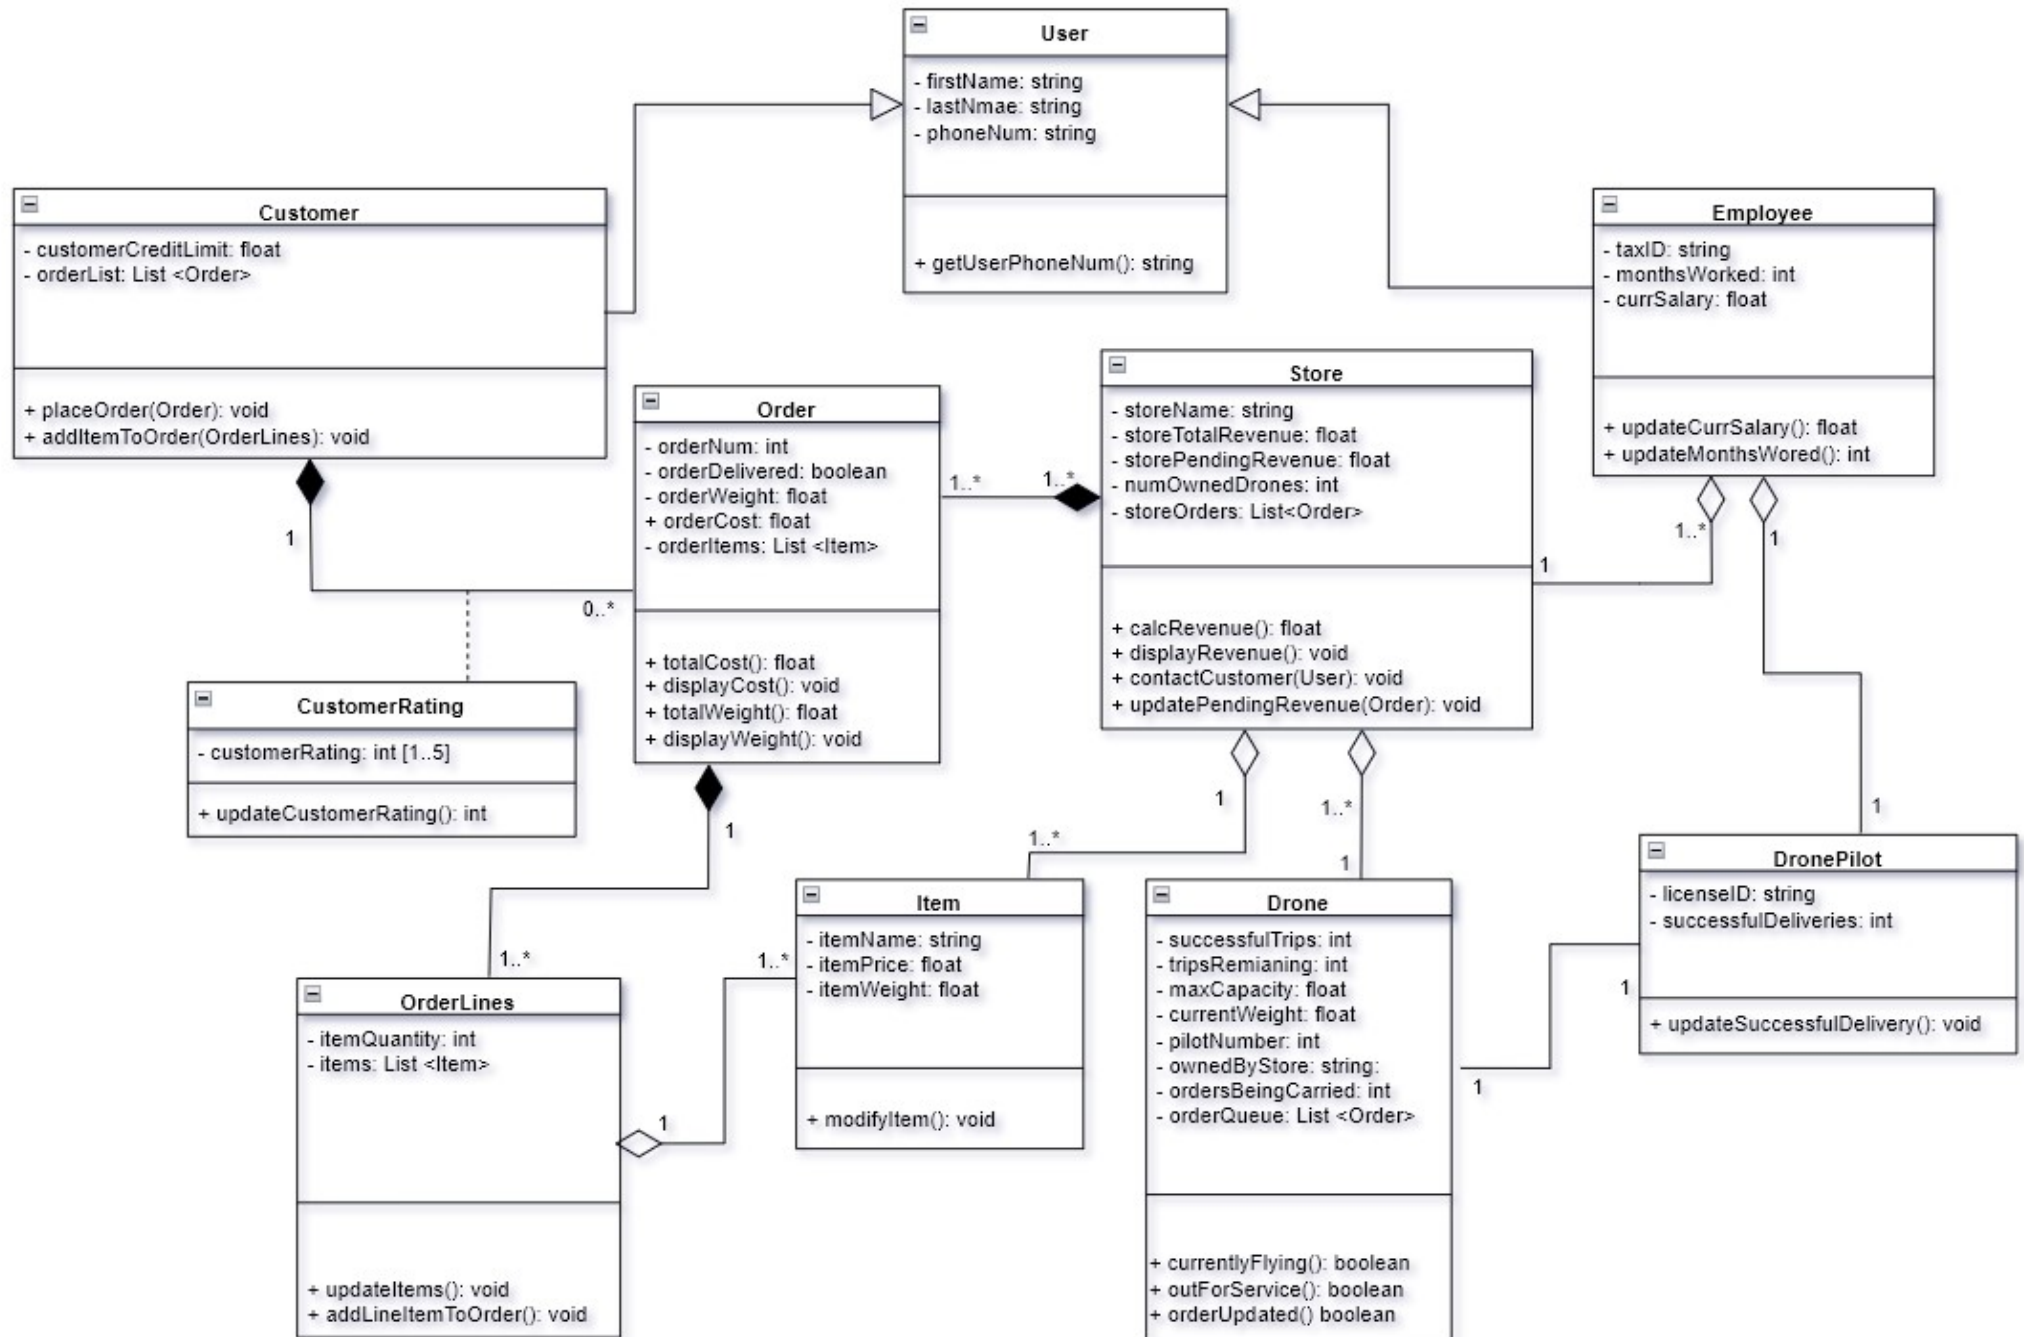 User
- firstName: string
- lastNmae: string
- phoneNum: string
+ getUserPhoneNum(): string
Customer
- customerCreditLimit: float
- orderList: List <Order>
+ placeOrder(Order): void
+ addItemToOrder(OrderLines): void
Employee
- taxID: string
- monthsWorked: int
- currSalary: float
+ updateCurrSalary(): float
+ updateMonthsWored(): int
Order
- orderNum: int
- orderDelivered: boolean
- orderWeight: float
+ orderCost: float
- orderItems: List <Item>
+ totalCost(): float
+ displayCost(): void
+ totalWeight(): float
+ displayWeight(): void
Store
- storeName: string
- storeTotalRevenue: float
- storePendingRevenue: float
- numOwnedDrones: int
- storeOrders: List<Order>
+ calcRevenue(): float
+ displayRevenue(): void
+ contactCustomer(User): void
+ updatePendingRevenue(Order): void
1..*
1..*
1
0..*
1
1..*
1
CustomerRating
- customerRating: int [1..5]
+ updateCustomerRating(): int
1
1..*
1
1..*
1..*
1
1
OrderLines
- itemQuantity: int
- items: List <Item>
+ updateItems(): void
+ addLineItemToOrder(): void
1
1..*
Item
- itemName: string
- itemPrice: float
- itemWeight: float
+ modifyItem(): void
Drone
- successfulTrips: int
- tripsRemianing: int
- maxCapacity: float
- currentWeight: float
- pilotNumber: int
- ownedByStore: string:
- ordersBeingCarried: int
- orderQueue: List <Order>
+ currentlyFlying(): boolean
+ outForService(): boolean
+ orderUpdated() boolean
1
1
DronePilot
- licenseID: string
- successfulDeliveries: int
+ updateSuccessfulDelivery(): void